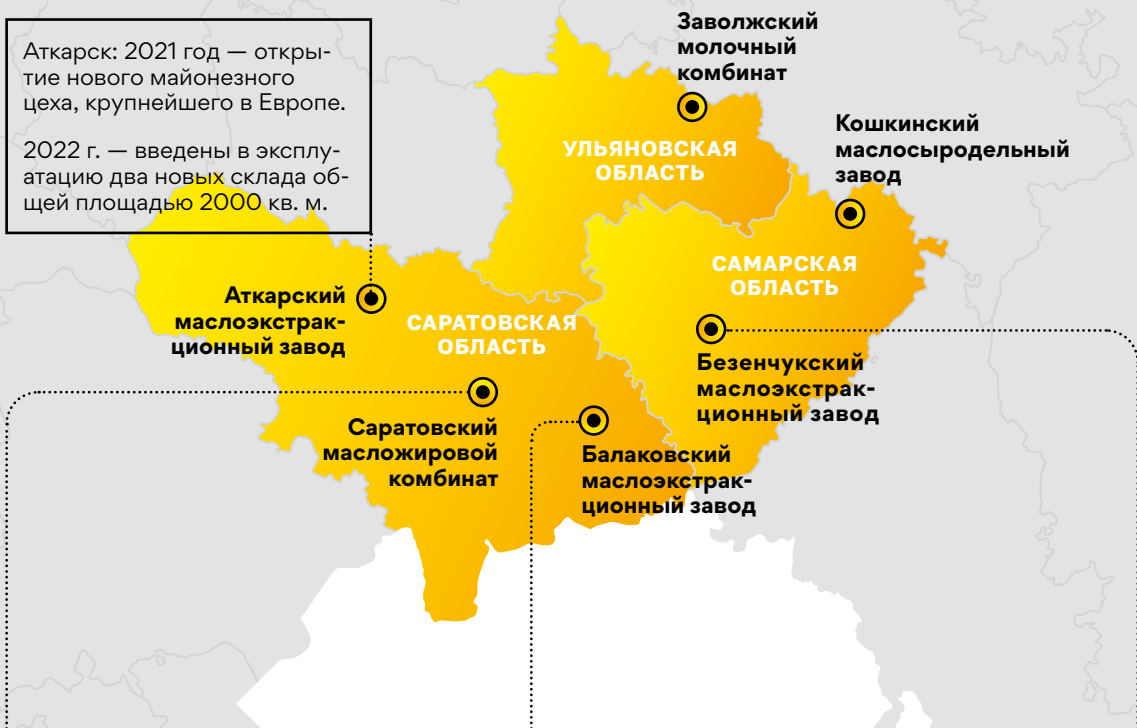 Аткарск: 2021 год — откры-
тие нового майонезного
цеха, крупнейшего в Европе.
2022 г. — введены в эксплу-
атацию два новых склада об-
щей площадью 2000 кв. м.
Заволжский
молочный
комбинат
УЛЬЯНОВСКАЯ
ОБЛАСТЬ
Кошкинский
маслосыродельный
завод
САМАРСКАЯ
ОБЛАСТЬ
Аткарский
маслоэкстрак-
ционный завод
САРАТОВСКАЯ
ОБЛАСТЬ
Безенчукский
маслоэкстрак-
ционный завод
Саратовский
масложировой
комбинат
Балаковский
маслоэкстрак-
ционный завод